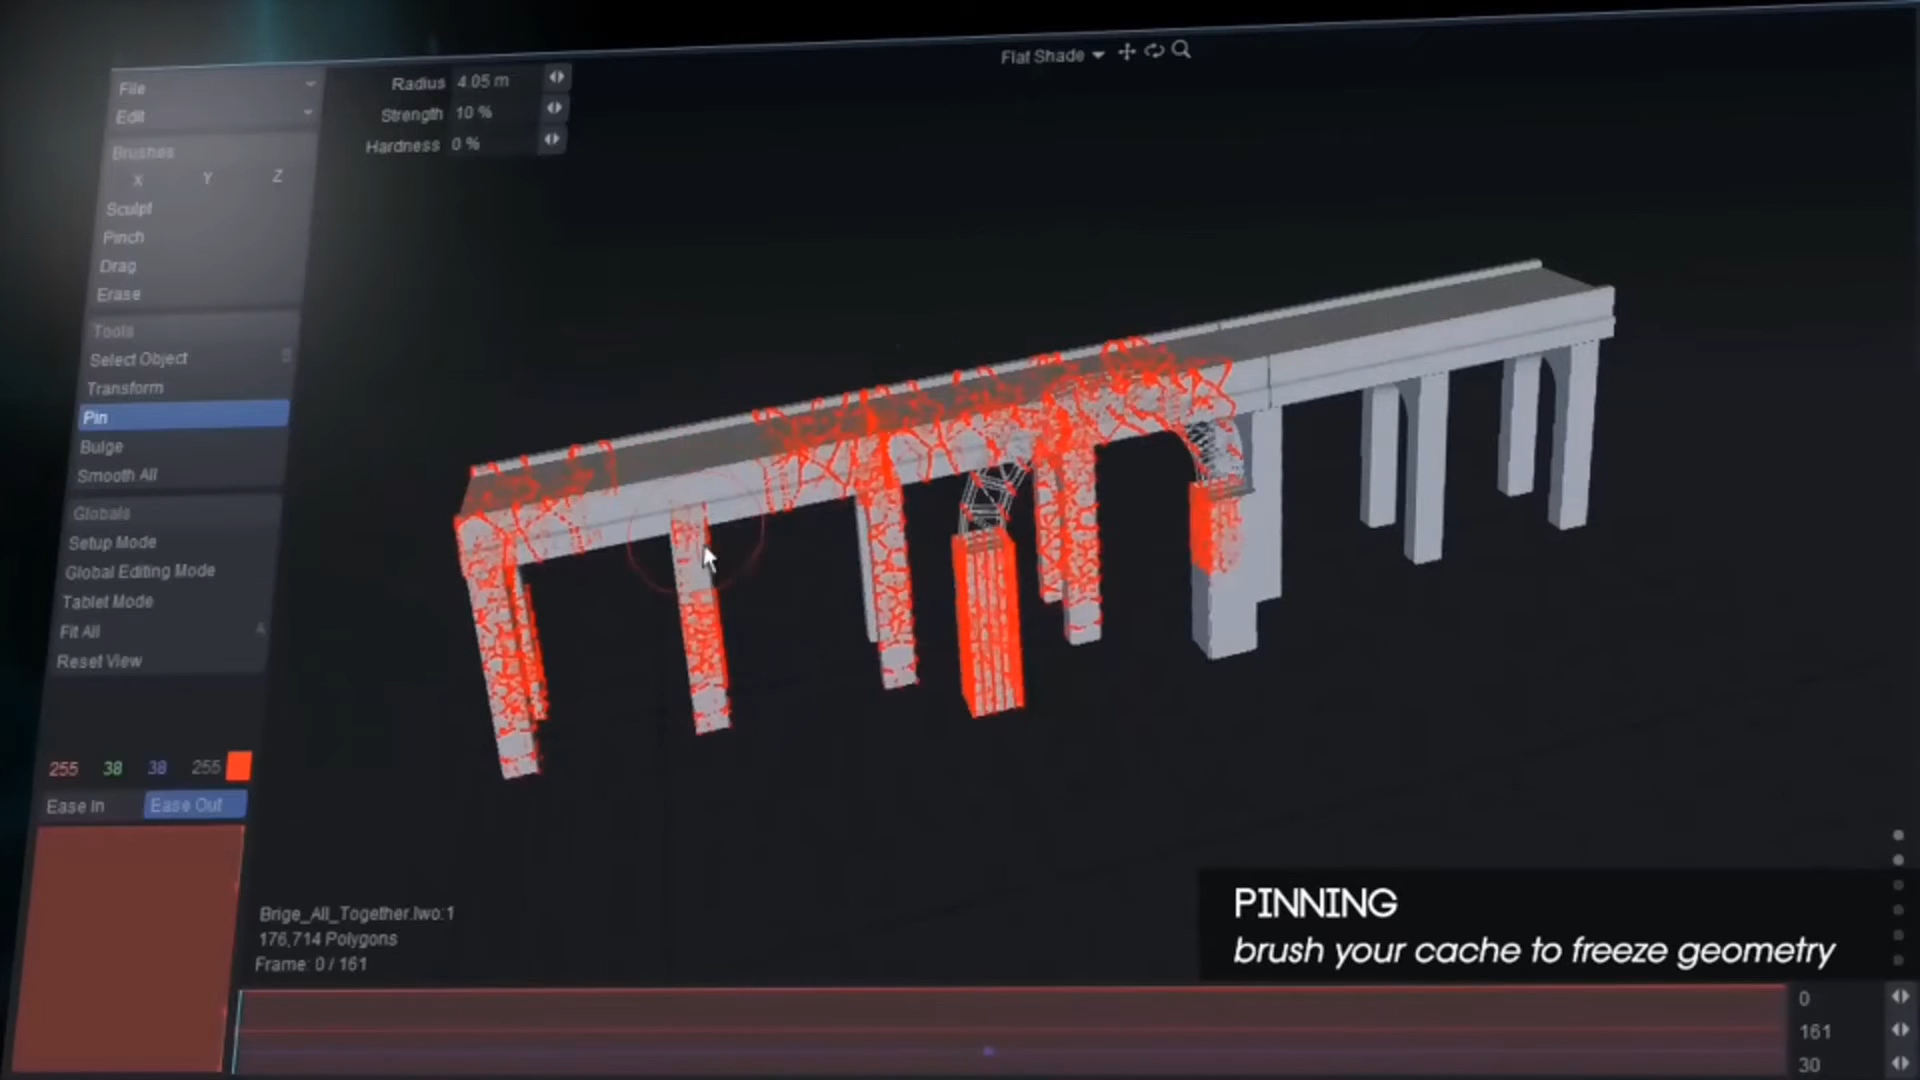 File
Edit
Brushes
X Y Z
Sculpt
Pinch
Drag
Erase
Tools
Select Object S
Transform
Pin
Bulge
Smooth All
Globals
Setup Mode
Global Editing Mode
Tablet Mode
Fit All A
Reset View
255 38 38 255
Ease In Ease Out
Radius 4.05 m
Strength 10 %
Hardness 0 %
Flat Shade
Brige_All_Together.lwo:1
176,714 Polygons
Frame: 0 / 161
PINNING
brush your cache to freeze geometry
0
161
30